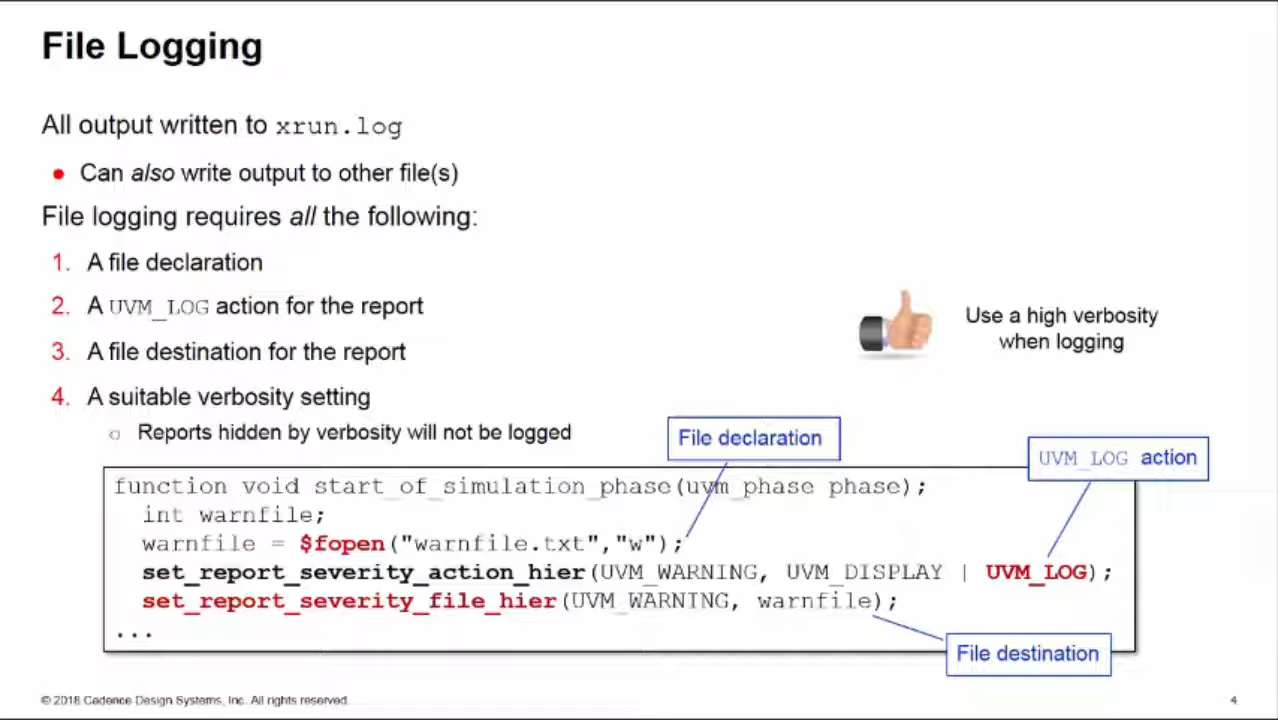 File Logging
All output written to xrun.log
• Can also write output to other file(s)
File logging requires all the following:
1. A file declaration
2. A UVM_LOG action for the report
3. A file destination for the report
4. A suitable verbosity setting
○ Reports hidden by verbosity will not be logged
Use a high verbosity
when logging
File declaration
UVM_LOG action
function void start_of_simulation_phase(uvm_phase phase);
int warnfile;
warnfile = $fopen("warnfile.txt","w");
set_report_severity_action_hier(UVM_WARNING, UVM_DISPLAY | UVM_LOG);
set_report_severity_file_hier(UVM_WARNING, warnfile);
...
File destination
© 2018 Cadence Design Systems, Inc. All rights reserved.
4